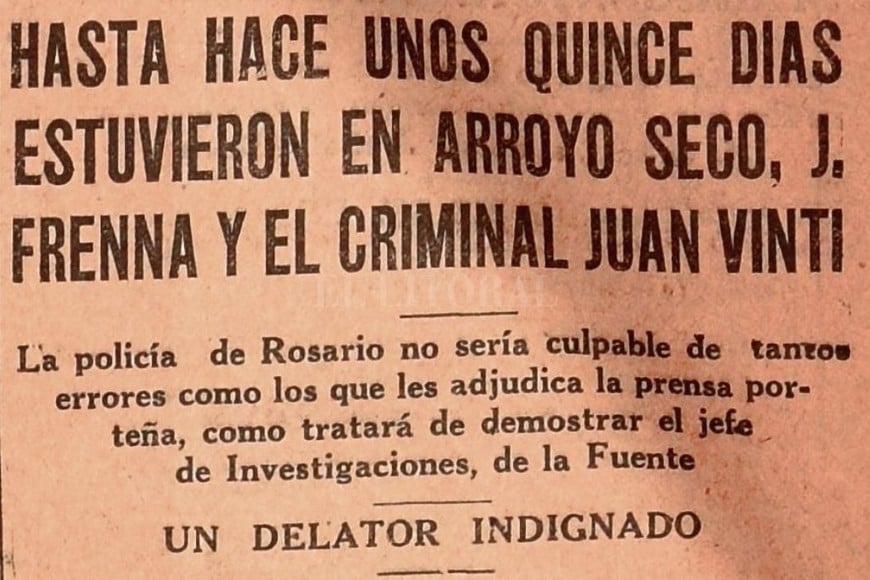 HASTA HACE UNOS QUINCE DIAS
ESTUVIERON EN ARROYO SECO, J.
FRENNA Y EL CRIMINAL JUAN VINTI
EL LITORAL
La policía de Rosario no sería culpable de tantos
errores como los que les adjudica la prensa por-
teña, como tratará de demostrar el jefe
de Investigaciones, de la Fuente
UN DELATOR INDIGNADO